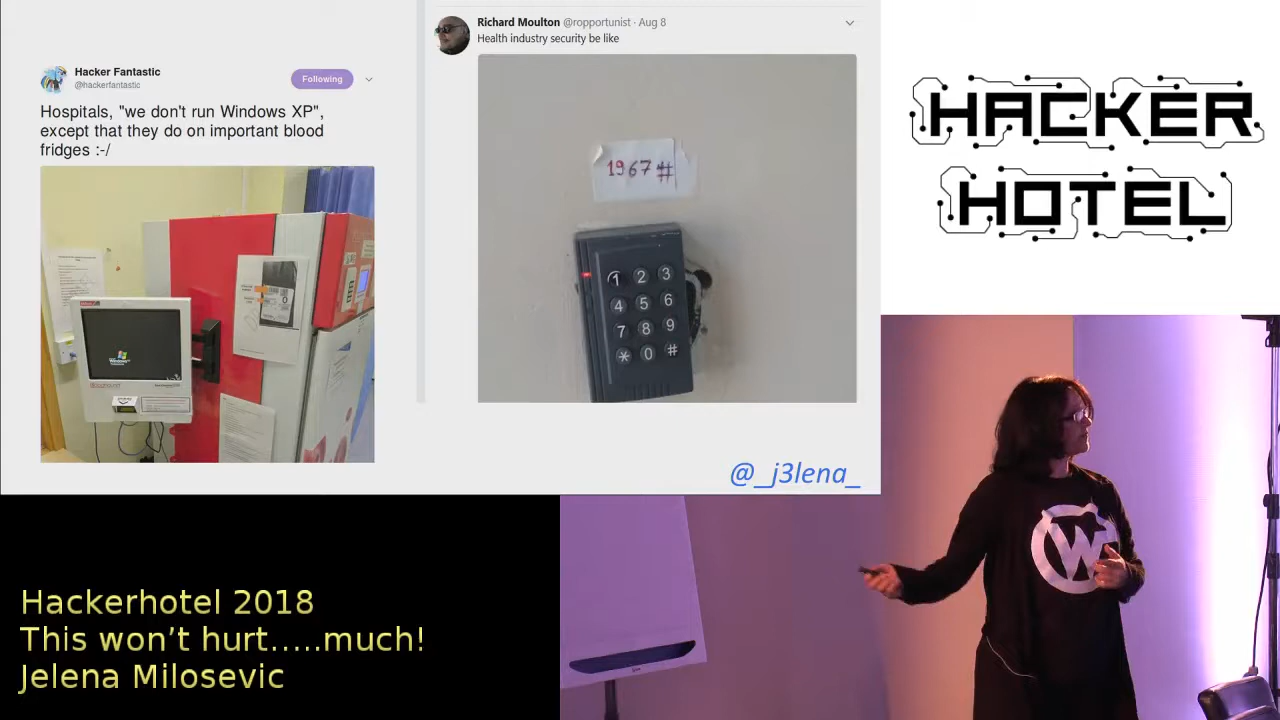 Hacker Fantastic
@hackerfantastic
Following
Hospitals, "we don't run Windows XP",
except that they do on important blood
fridges :-/
Richard Moulton @ropportunist · Aug 8
Health industry security be like
1967#
1 2 3
4 5 6
7 8 9
* 0 #
@_j3lena_
HACKER
HOTEL
W
Hackerhotel 2018
This won’t hurt.....much!
Jelena Milosevic